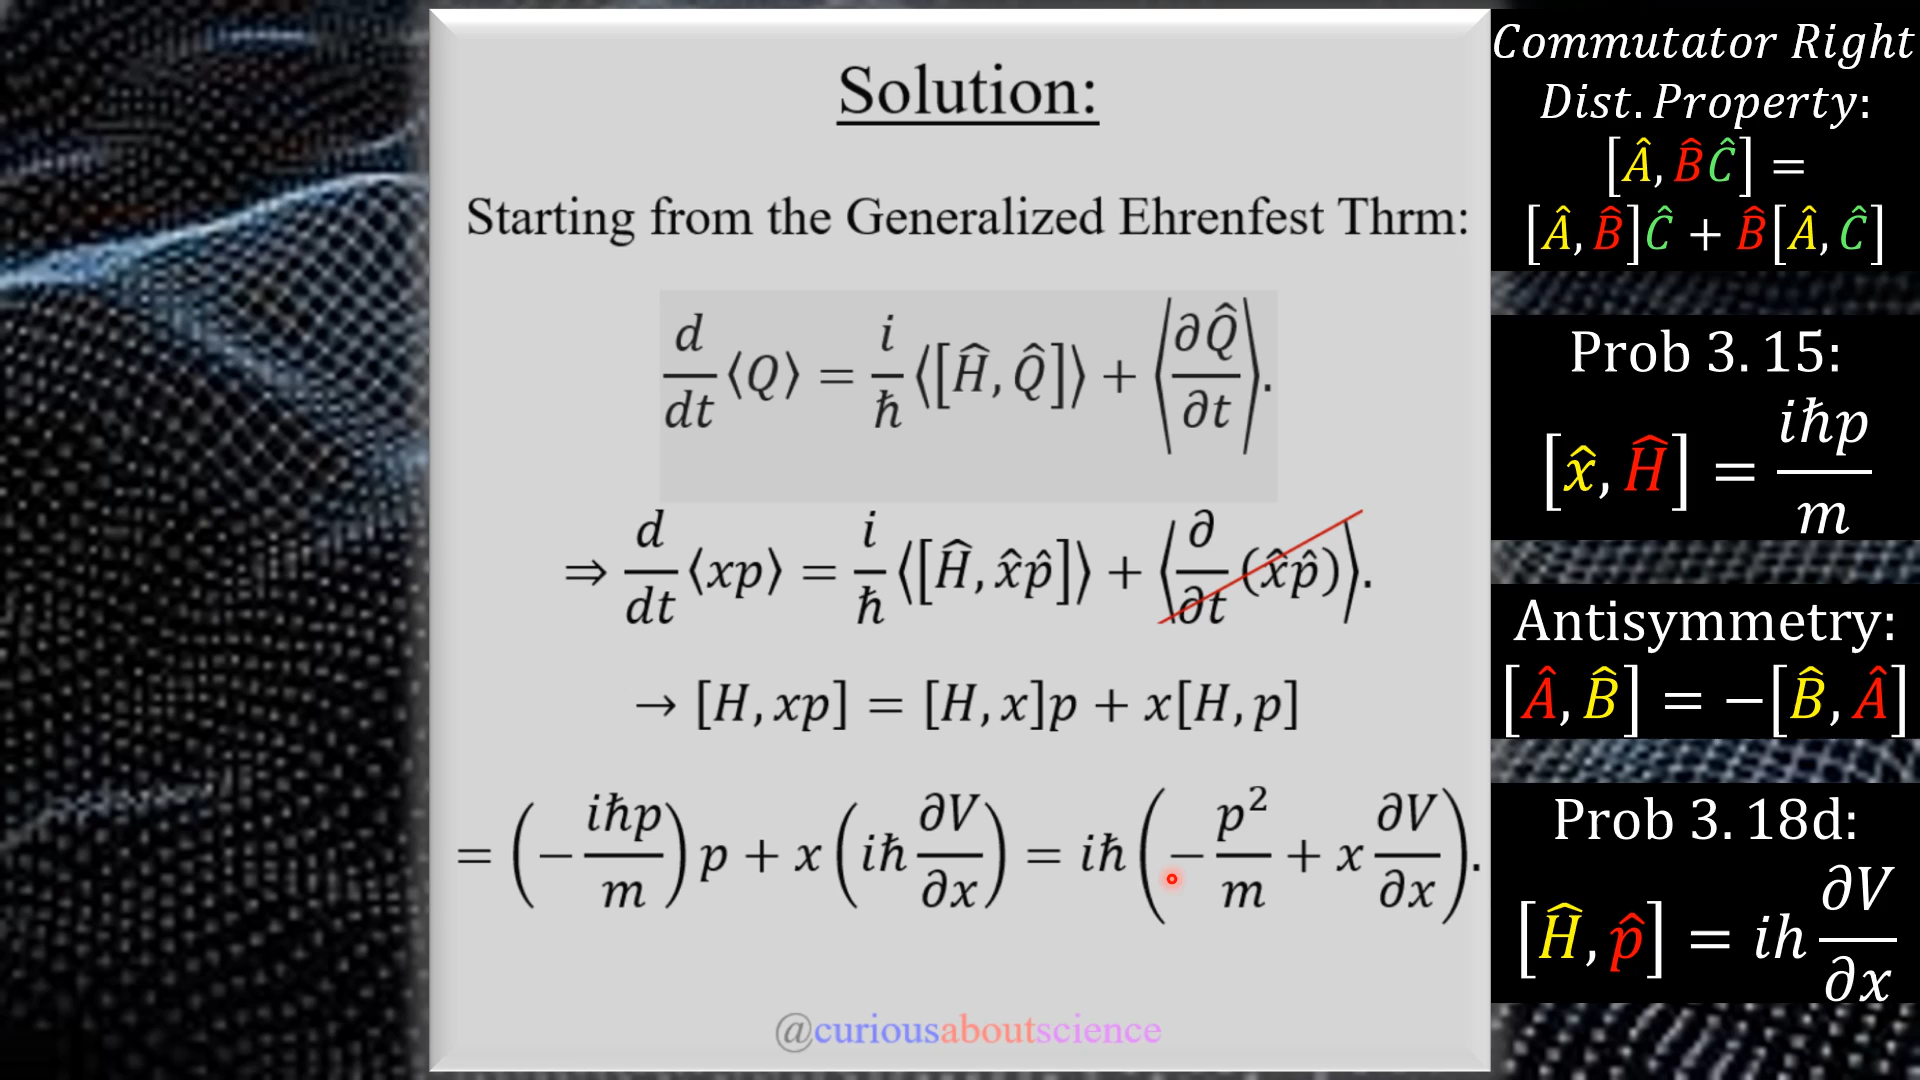 Solution:
Starting from the Generalized Ehrenfest Thrm:
d/dt ⟨Q⟩ = i/ħ ⟨[Ĥ, Q̂]⟩ + ⟨∂Q̂/∂t⟩.
⇒ d/dt ⟨xp⟩ = i/ħ ⟨[Ĥ, x̂p̂]⟩ + ⟨∂/∂t (x̂p̂)⟩.
→ [H, xp] = [H, x]p + x[H, p]
= (− iħp/m) p + x (iħ ∂V/∂x) = iħ (− p²/m + x ∂V/∂x).
@curiousaboutscience
Commutator Right
Dist. Property:
[Â, B̂Ĉ] =
[Â, B̂]Ĉ + B̂[Â, Ĉ]
Prob 3. 15:
[x̂, Ĥ] = iħp/m
Antisymmetry:
[Â, B̂] = −[B̂, Â]
Prob 3. 18d:
[Ĥ, p̂] = ih ∂V/∂x